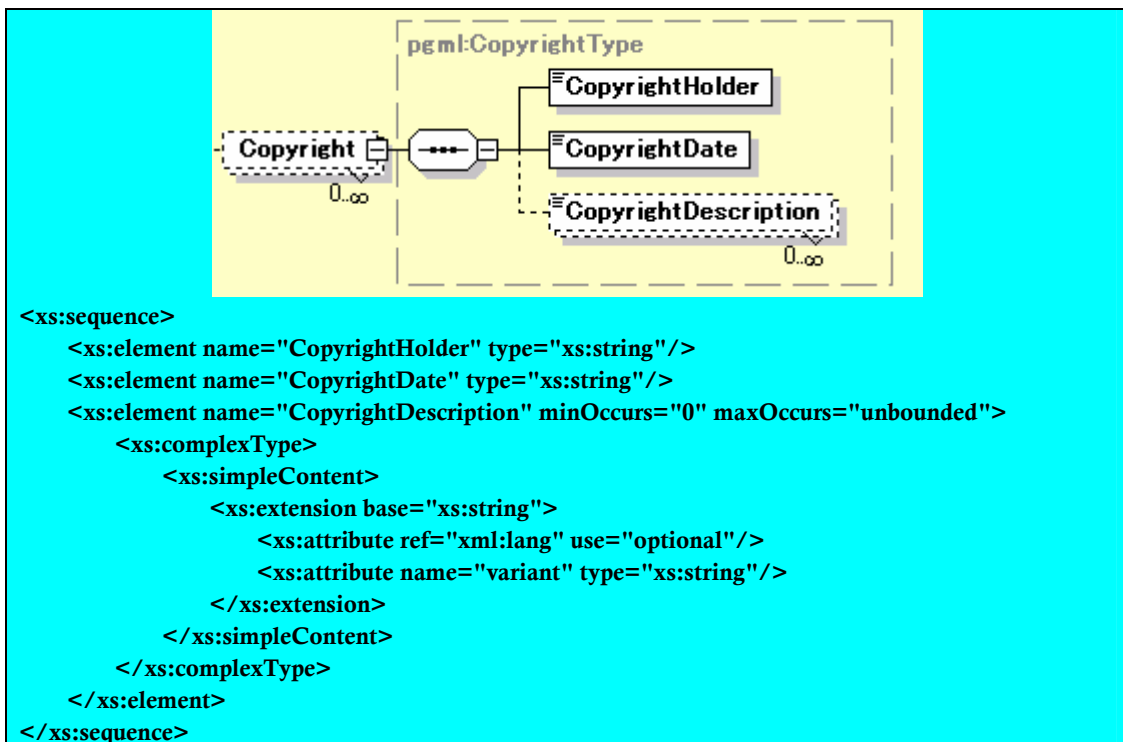 pgml:CopyrightType
CopyrightHolder
Copyright
CopyrightDate
0..∞
CopyrightDescription
0..∞
<xs:sequence>
<xs:element name="CopyrightHolder" type="xs:string"/>
<xs:element name="CopyrightDate" type="xs:string"/>
<xs:element name="CopyrightDescription" minOccurs="0" maxOccurs="unbounded">
<xs:complexType>
<xs:simpleContent>
<xs:extension base="xs:string">
<xs:attribute ref="xml:lang" use="optional"/>
<xs:attribute name="variant" type="xs:string"/>
</xs:extension>
</xs:simpleContent>
</xs:complexType>
</xs:element>
</xs:sequence>